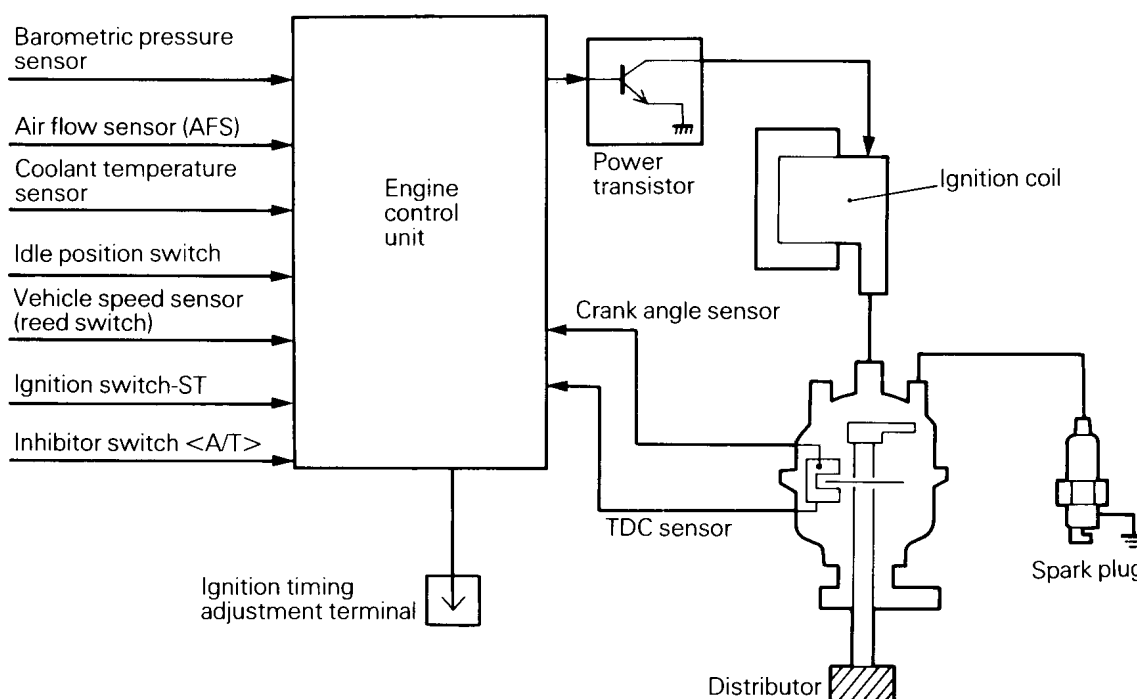 Barometric pressure
sensor
Air flow sensor (AFS)
Coolant temperature
sensor
Idle position switch
Vehicle speed sensor
(reed switch)
Ignition switch-ST
Inhibitor switch <A/T>
Engine
control
unit
Power
transistor
Ignition coil
Crank angle sensor
TDC sensor
Spark plug
Ignition timing
adjustment terminal
Distributor